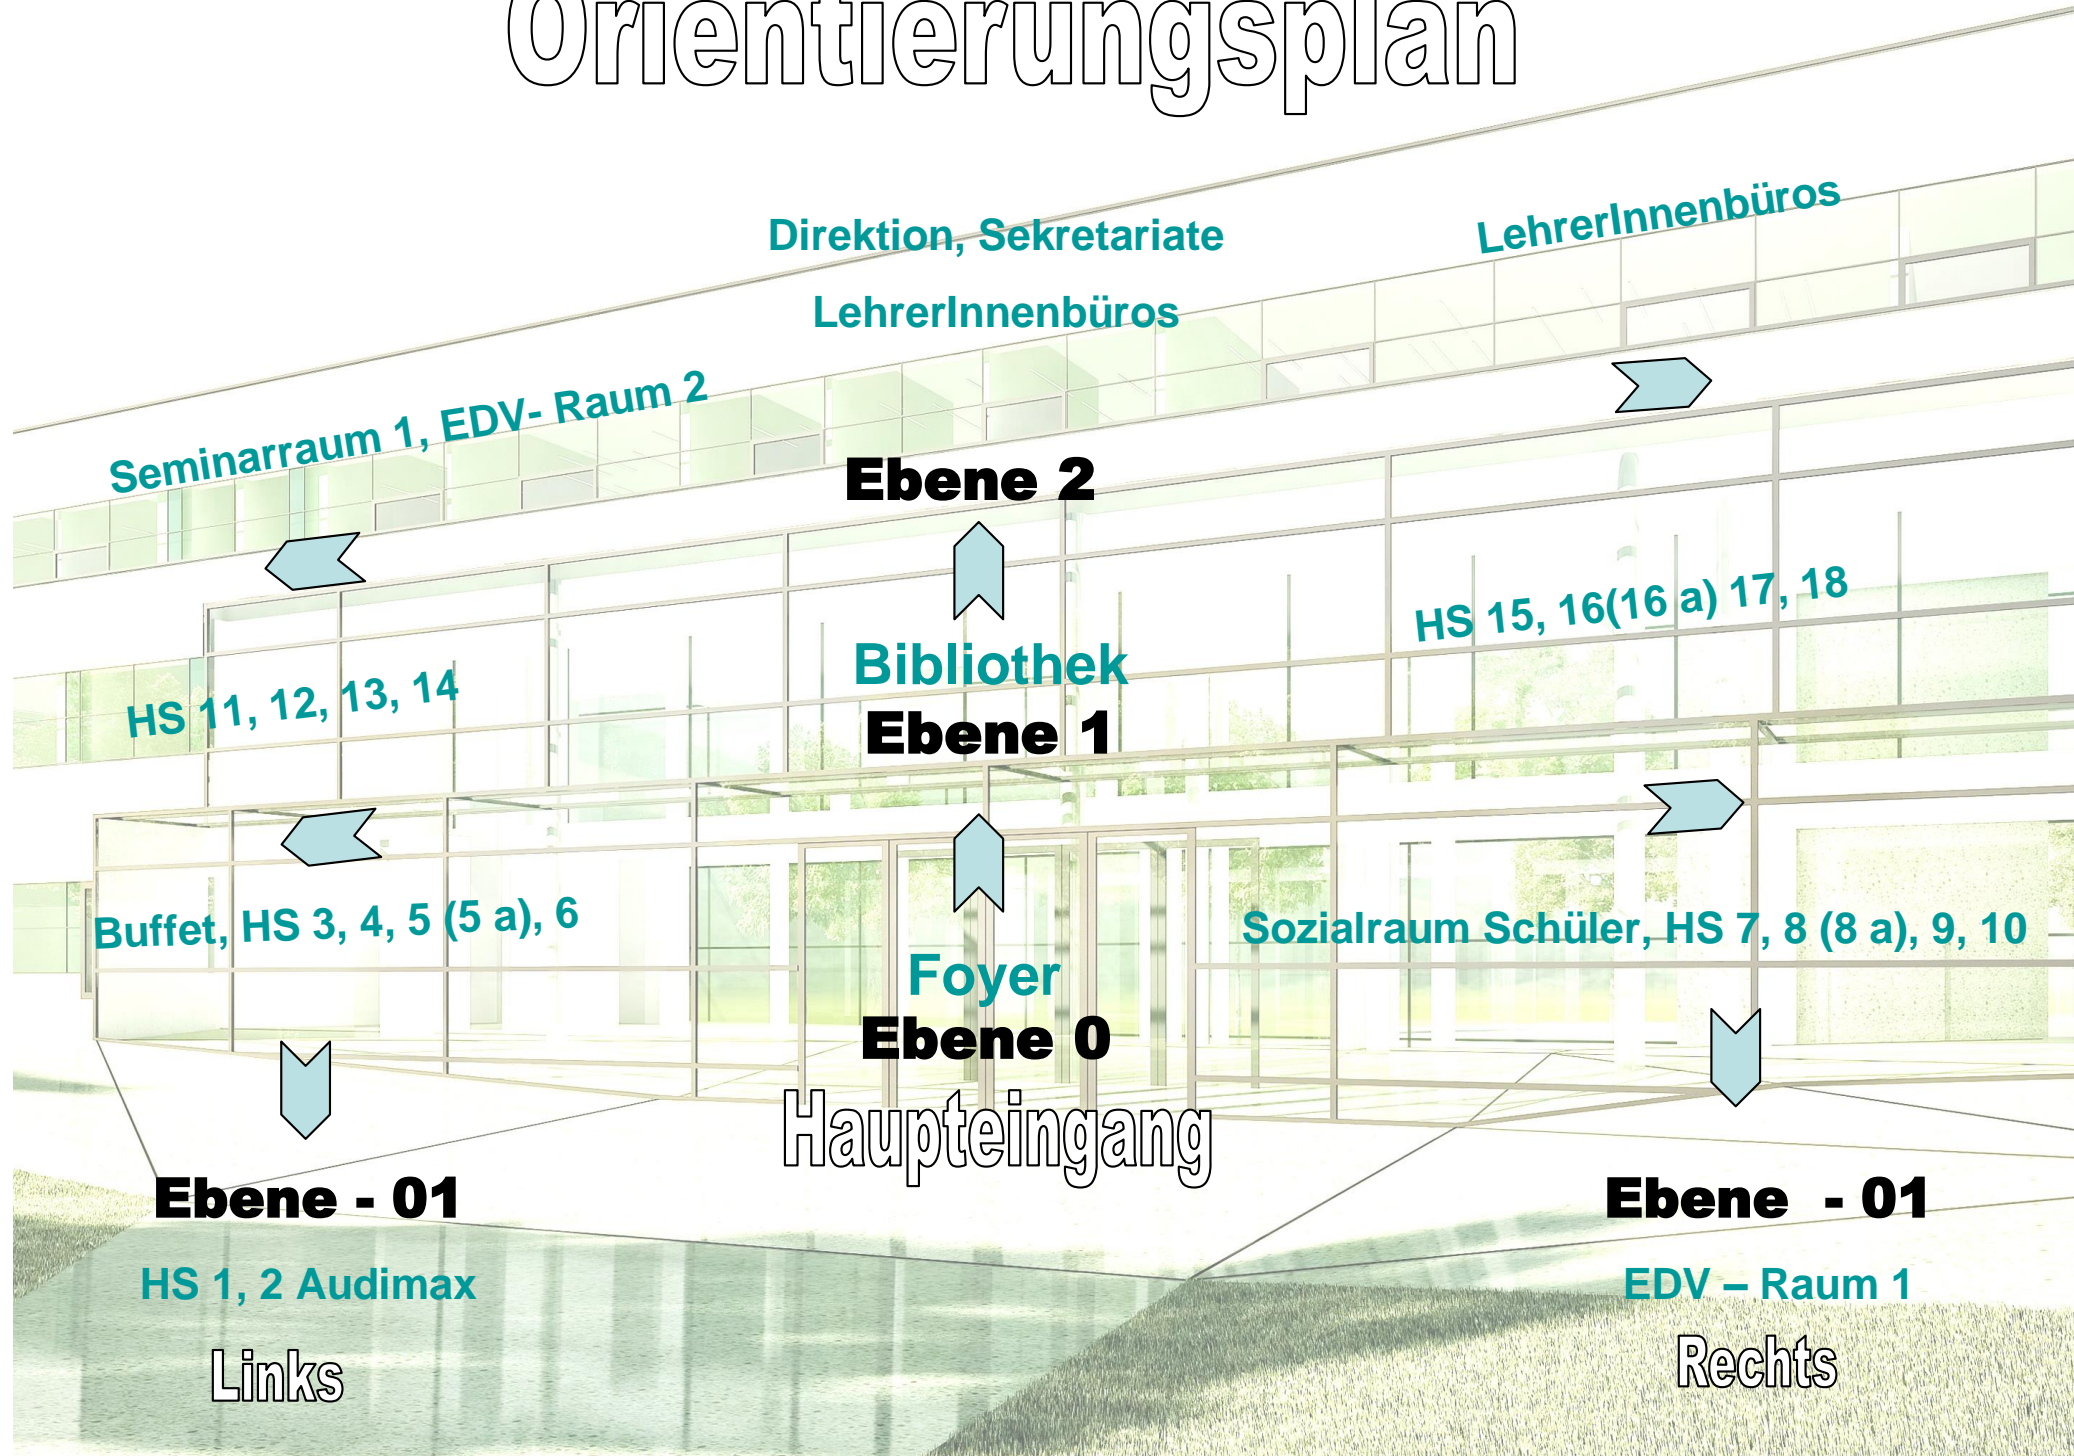 Orientierungsplan
Direktion, Sekretariate
LehrerInnenbüros
LehrerInnenbüros
Seminarraum 1, EDV- Raum 2
Ebene 2
HS 15, 16(16 a) 17, 18
Bibliothek
HS 11, 12, 13, 14
Ebene 1
Buffet, HS 3, 4, 5 (5 a), 6
Sozialraum Schüler, HS 7, 8 (8 a), 9, 10
Foyer
Ebene 0
Haupteingang
Ebene - 01
Ebene - 01
HS 1, 2 Audimax
EDV – Raum 1
Links
Rechts